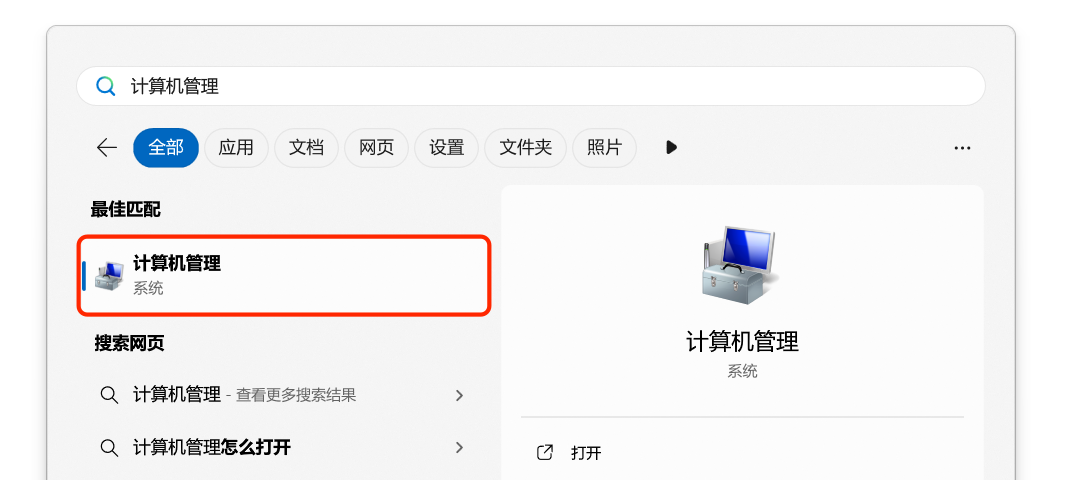 计算机管理
全部 应用 文档 网页 设置 文件夹 照片
最佳匹配
计算机管理
系统
搜索网页
计算机管理 - 查看更多搜索结果
计算机管理怎么打开
计算机管理
系统
打开